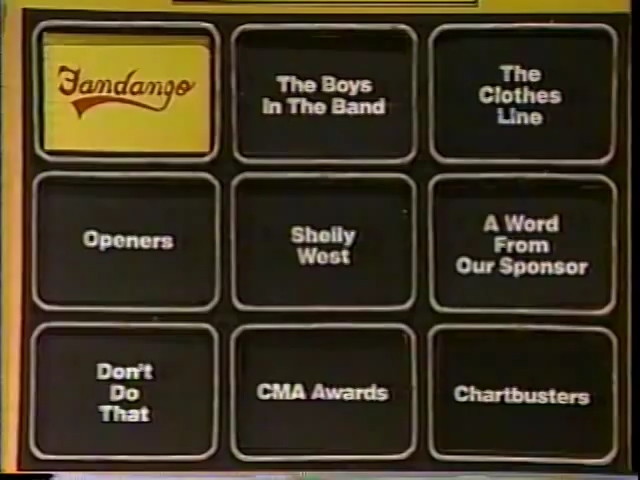 Fandango
The Boys
In The Band
The
Clothes
Line
Openers
Shelly
West
A Word
From
Our Sponsor
Don't
Do
That
CMA Awards
Chartbusters